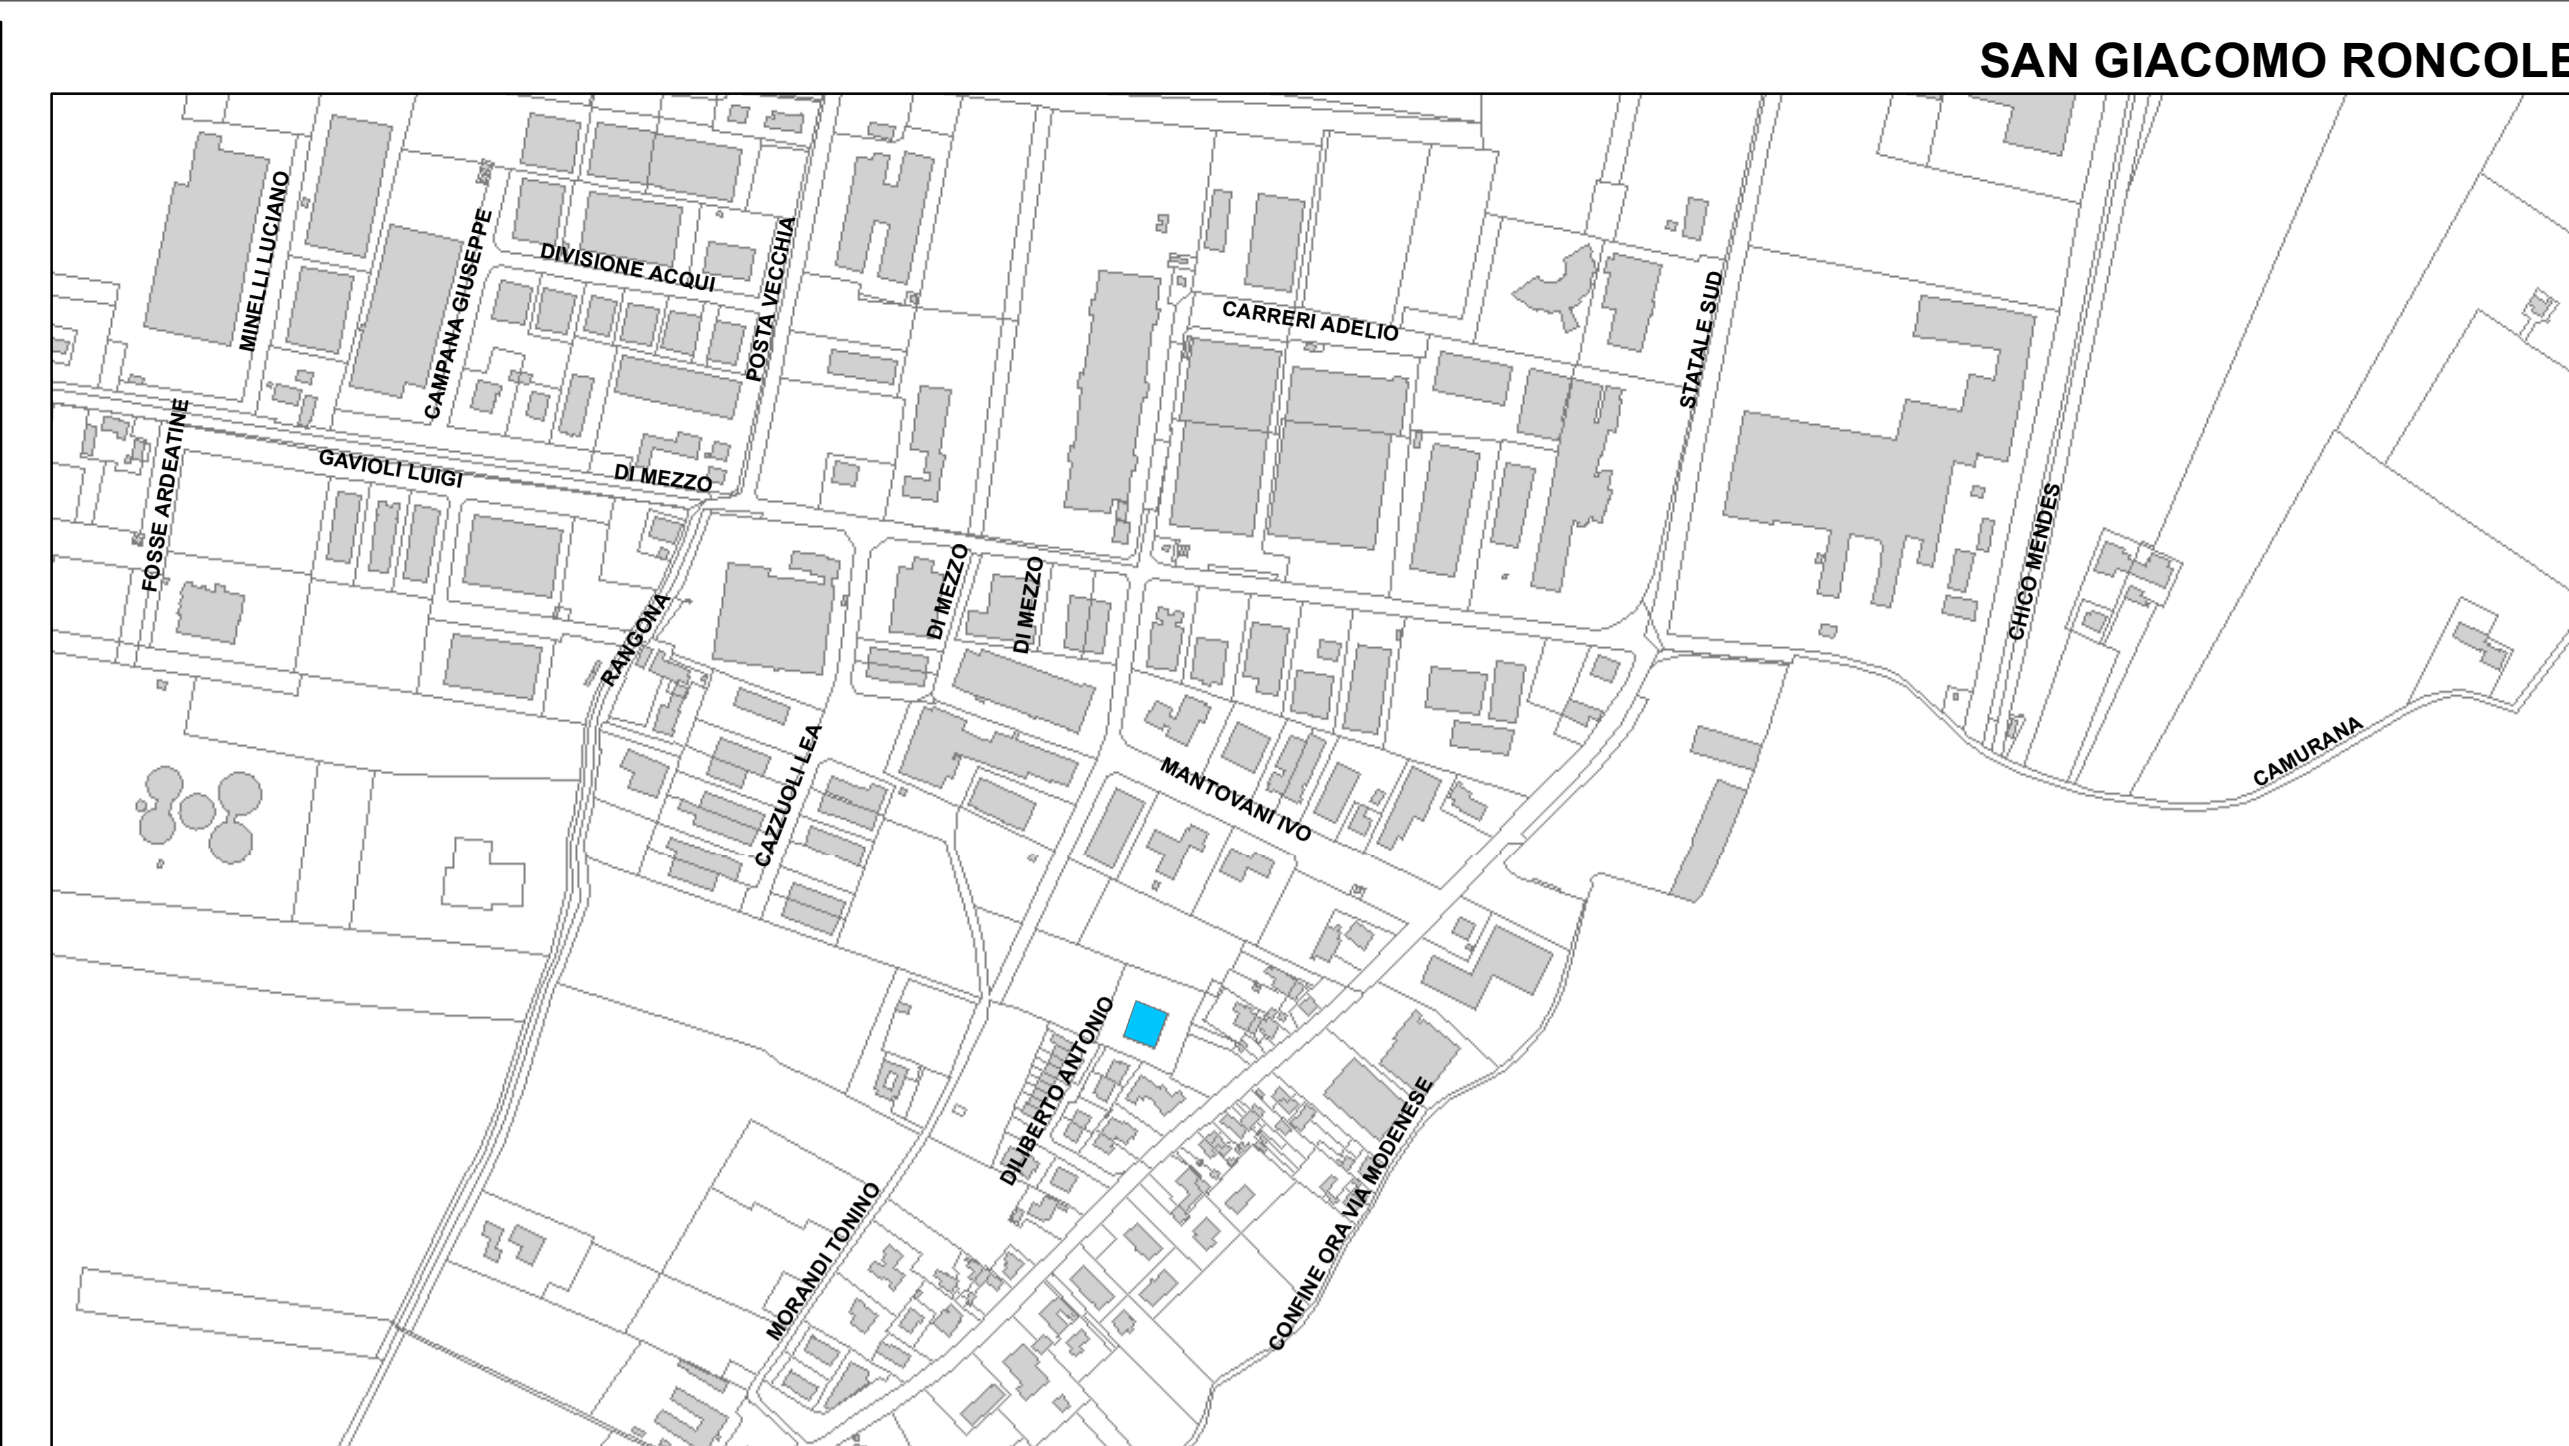 SAN GIACOMO RONCOLE
MINELLI LUCIANO
CAMPANA GIUSEPPE
DIVISIONE ACQUI
POSTA VECCHIA
CARRERI ADELIO
STATALE SUD
FOSSE ARDEATINE
GAVIOLI LUIGI
DI MEZZO
CHICO MENDES
DI MEZZO
DI MEZZO
RANGONA
CAZZUOLI LEA
MANTOVANI IVO
CAMURANA
DILIBERTO ANTONIO
CONFINE ORA VIA MODENESE
MORANDI TONINO